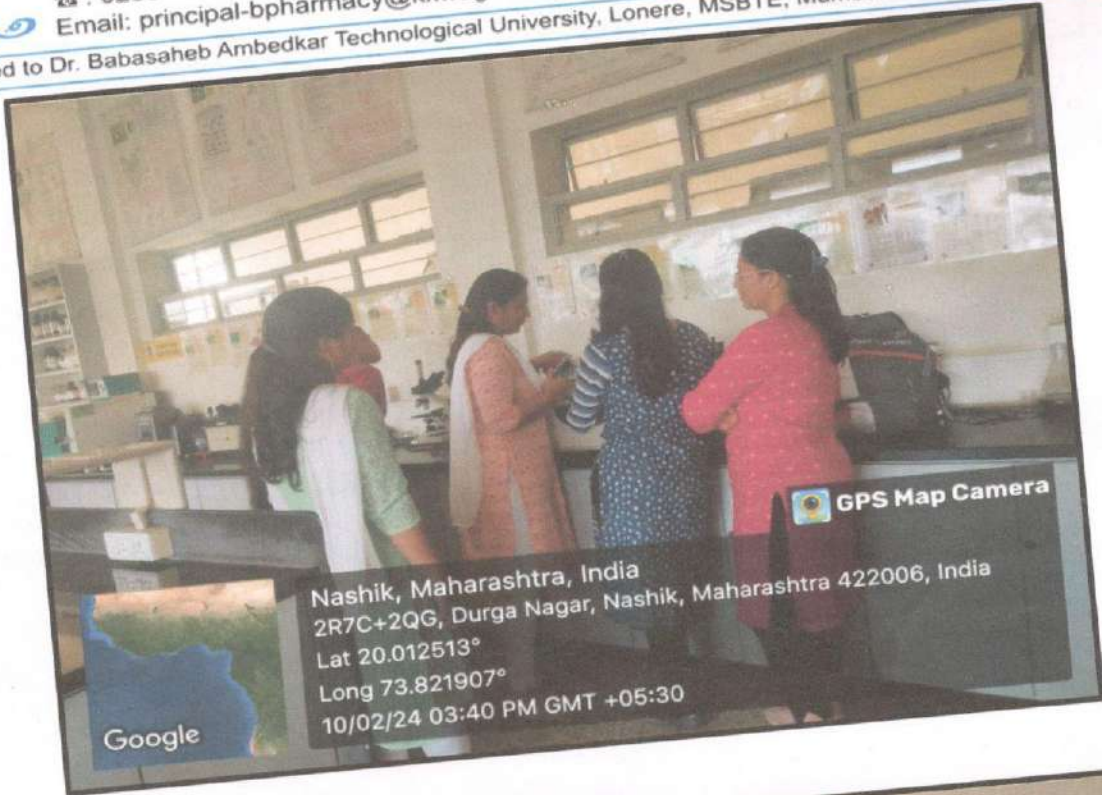 Email: principal-bpharmacy@
ed to Dr. Babasaheb Ambedkar Technological University, Lonere, MSBTE,
GPS Map Camera
Nashik, Maharashtra, India
2R7C+2QG, Durga Nagar, Nashik, Maharashtra 422006, India
Lat 20.012513°
Long 73.821907°
10/02/24 03:40 PM GMT +05:30
Google